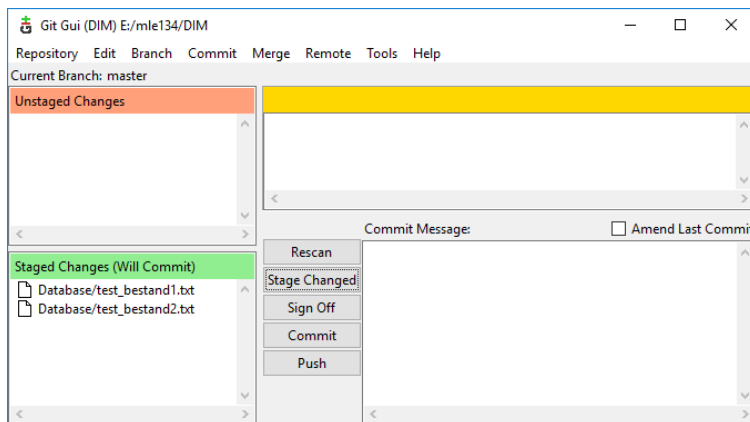 Git Gui (DIM) E:/mle134/DIM
Repository Edit Branch Commit Merge Remote Tools Help
Current Branch: master
Unstaged Changes
Staged Changes (Will Commit)
Database/test_bestand1.txt
Database/test_bestand2.txt
Commit Message:
Amend Last Commit
Rescan
Stage Changed
Sign Off
Commit
Push